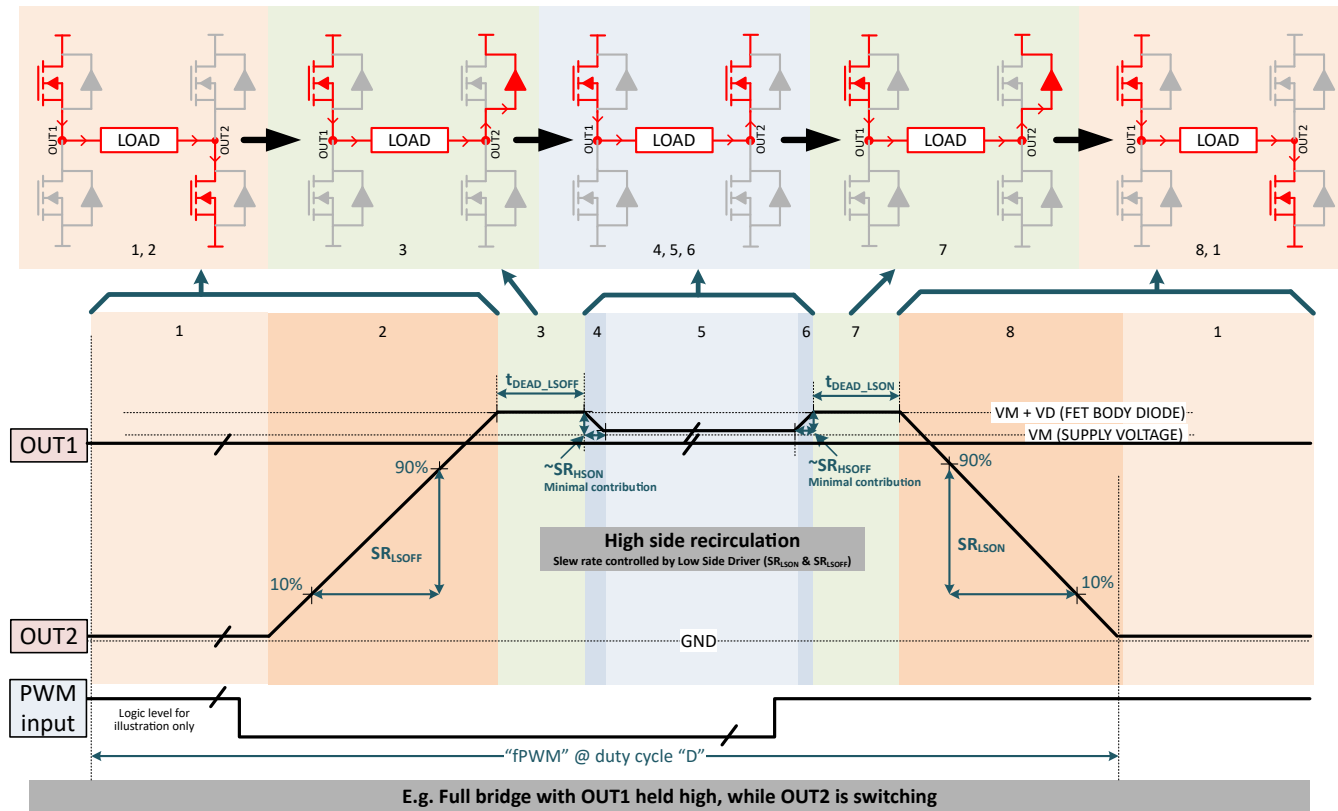 OUT1
LOAD
OUT2
OUT1
LOAD
OUT2
OUT1
LOAD
OUT2
OUT1
LOAD
OUT2
OUT1
LOAD
OUT2
1, 2
3
4, 5, 6
7
8, 1
1
2
3
4
5
6
7
8
1
tDEAD_LSOFF
tDEAD_LSON
VM + VD (FET BODY DIODE)
VM (SUPPLY VOLTAGE)
OUT1
90%
~SRHSON
Minimal contribution
~SRHSOFF
Minimal contribution
90%
SRLSOFF
High side recirculation
Slew rate controlled by Low Side Driver (SRLSON & SRLSOFF)
SRLSON
10%
10%
OUT2
GND
PWM
input
Logic level for
illustration only
"fPWM" @ duty cycle "D"
E.g. Full bridge with OUT1 held high, while OUT2 is switching